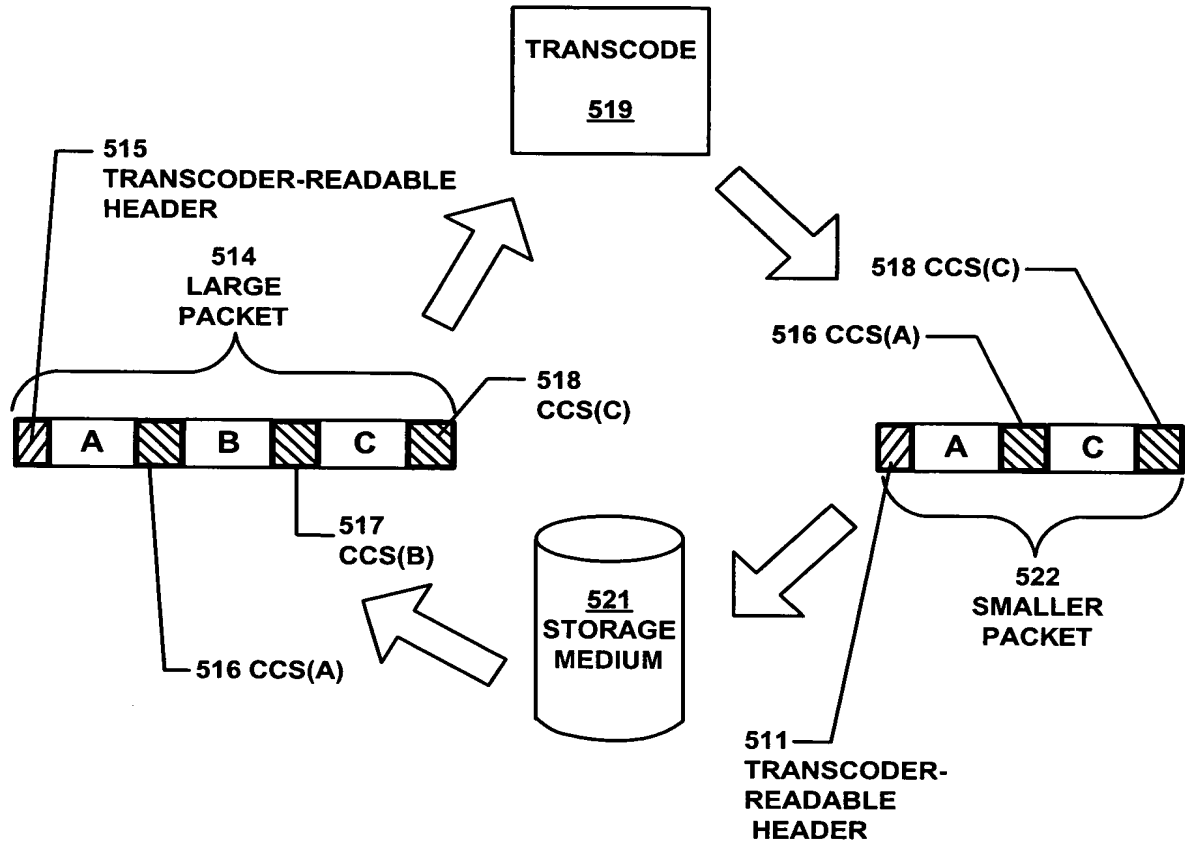 TRANSCODE
519
515
TRANSCODER-READABLE
HEADER
514
LARGE
PACKET
518
CCS(C)
A
B
C
517
CCS(B)
516 CCS(A)
518 CCS(C)
516 CCS(A)
A
C
522
SMALLER
PACKET
521
STORAGE
MEDIUM
511
TRANSCODER-
READABLE
HEADER